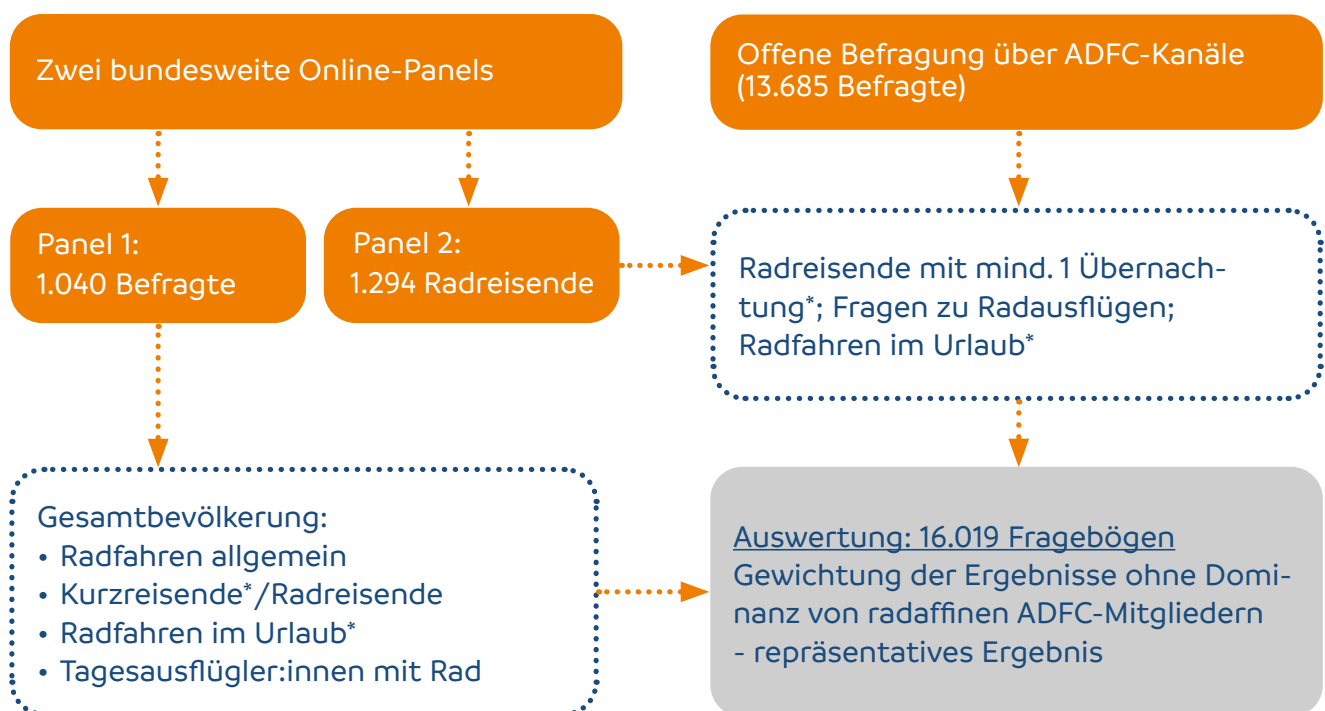 Zwei bundesweite Online-Panels
Offene Befragung über ADFC-Kanäle
(13.685 Befragte)
Panel 1:
1.040 Befragte
Panel 2:
1.294 Radreisende
Radreisende mit mind. 1 Übernach-
tung*; Fragen zu Radausflügen;
Radfahren im Urlaub*
Gesamtbevölkerung:
• Radfahren allgemein
• Kurzreisende*/Radreisende
• Radfahren im Urlaub*
• Tagesausflügler:innen mit Rad
Auswertung: 16.019 Fragebögen
Gewichtung der Ergebnisse ohne Domi-
nanz von radaffinen ADFC-Mitgliedern
- repräsentatives Ergebnis